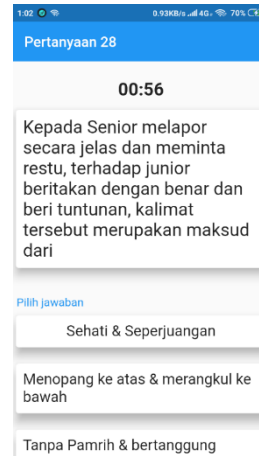 1:02 0.93KB/s 4G+ 70%
Pertanyaan 28
00:56
Kepada Senior melapor
secara jelas dan meminta
restu, terhadap junior
beritakan dengan benar dan
beri tuntunan, kalimat
tersebut merupakan maksud
dari
Pilih jawaban
Sehati & Seperjuangan
Menopang ke atas & merangkul ke
bawah
Tanpa Pamrih & bertanggung